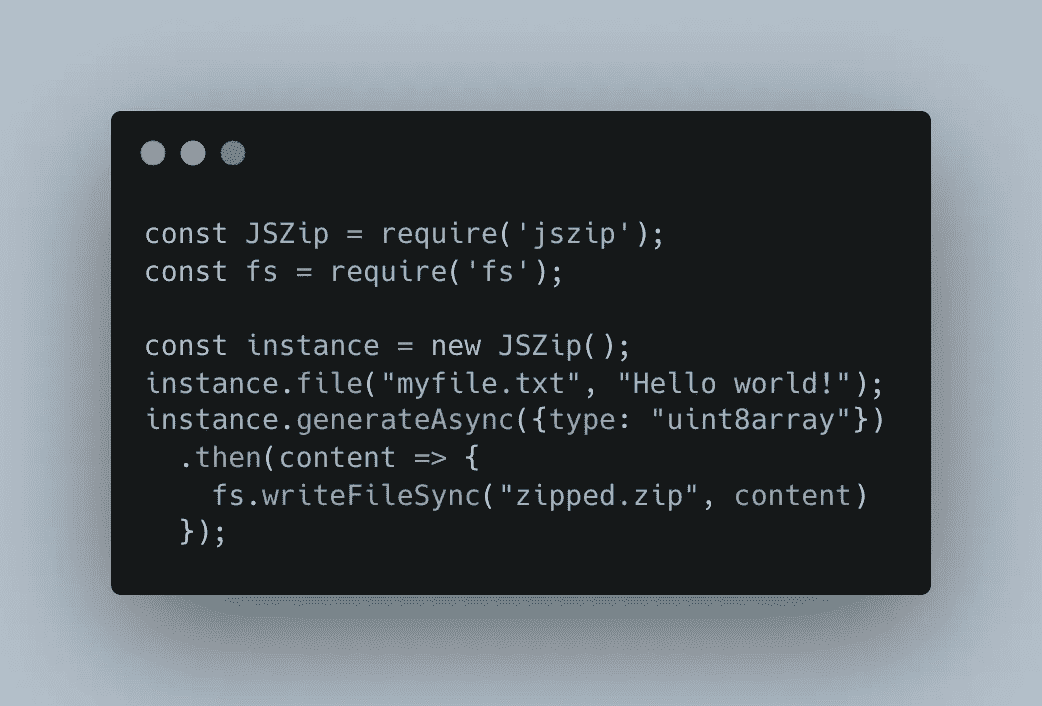 const JSZip = require('jszip');
const fs = require('fs');

const instance = new JSZip();
instance.file("myfile.txt", "Hello world!");
instance.generateAsync({type: "uint8array"})
  .then(content => {
    fs.writeFileSync("zipped.zip", content)
  });